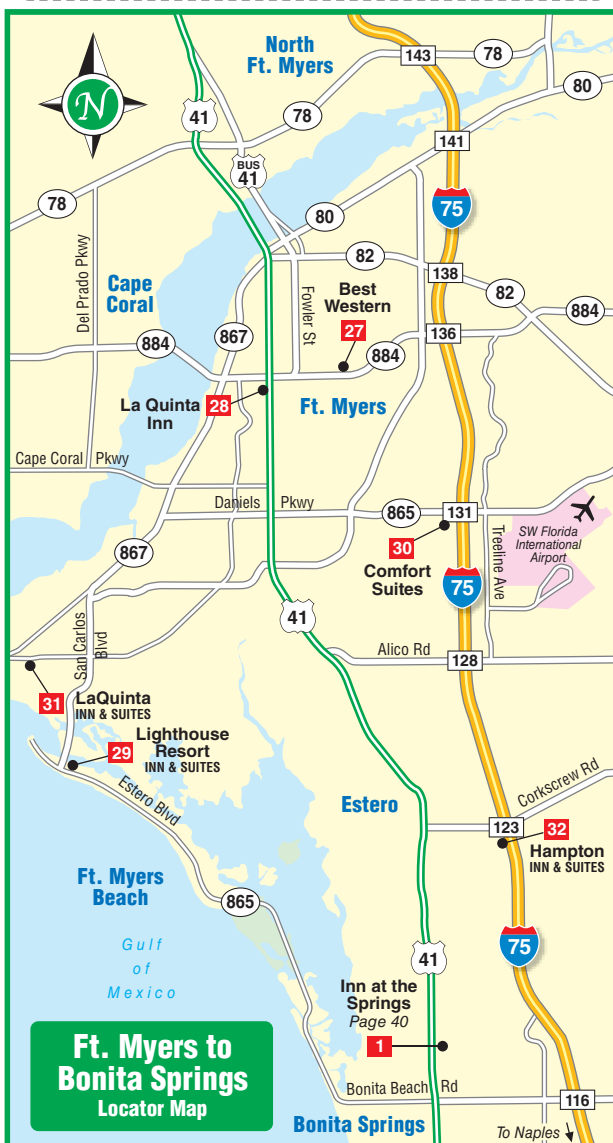 North
Ft. Myers
143
78
80
N
41
78
BUS
41
141
75
78
80
82
138
82
Del Prado Pkwy
Cape
Coral
Fowler St
Best
Western
27
884
867
884
136
884
La Quinta
Inn
28
Ft. Myers
Cape Coral Pkwy
Daniels Pkwy
865
131
30
Comfort
Suites
Treeline Ave
SW Florida
International
Airport
867
75
41
San Carlos
Blvd
Alico Rd
128
31
LaQuinta
INN & SUITES
29
Lighthouse
Resort
INN & SUITES
Estero Blvd
Estero
Corkscrew Rd
123
32
Hampton
INN & SUITES
Ft. Myers
Beach
865
Gulf
of
Mexico
41
75
Inn at the
Springs
Page 40
1
Ft. Myers to
Bonita Springs
Locator Map
Bonita Beach Rd
116
Bonita Springs
To Naples